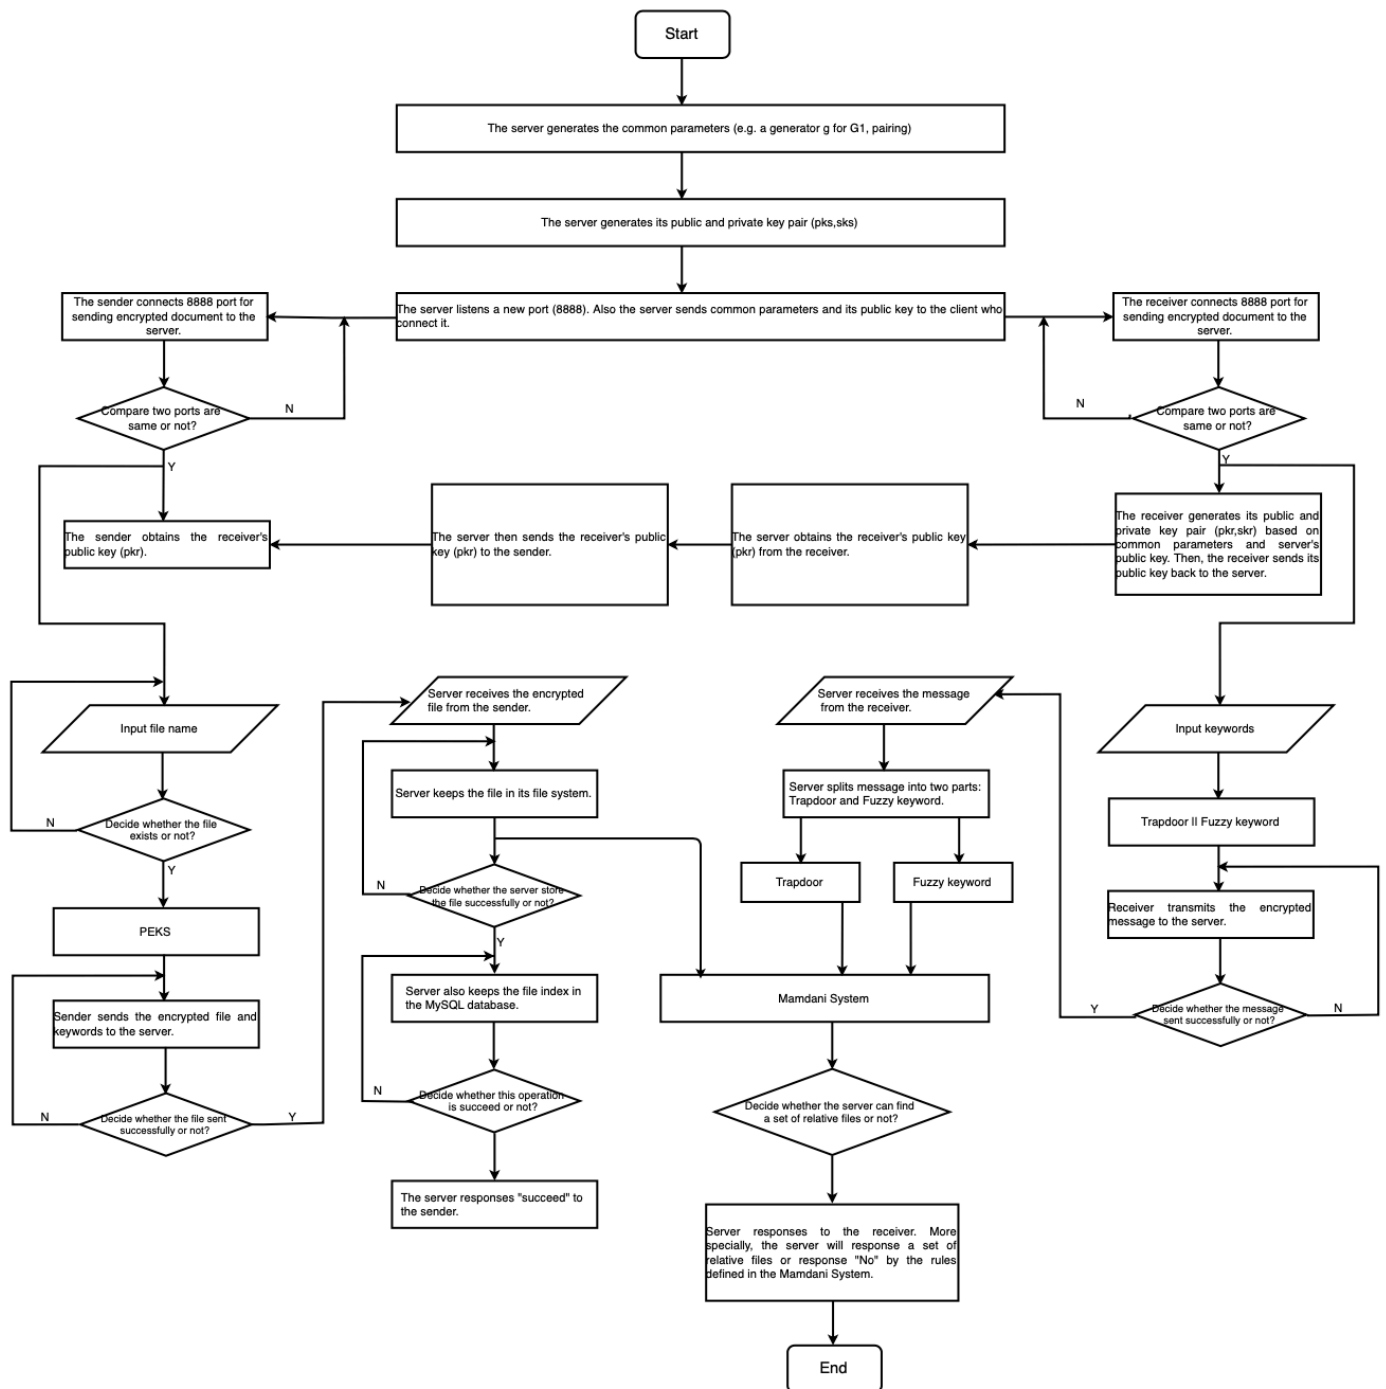 Start
The server generates the common parameters (e.g. a generator g for G1, pairing)
The server generates its public and private key pair (pks,sks)
The sender connects 8888 port for
sending encrypted document to the
server.
The server listens a new port (8888). Also the server sends common parameters and its public key to the client who
connect it.
The receiver connects 8888 port for
sending encrypted document to the
server.
Compare two ports are
same or not?
N
N
Compare two ports are
same or not?
Y
Y
The sender obtains the receiver's
public key (pkr).
The server then sends the receiver's public
key (pkr) to the sender.
The server obtains the receiver's public key
(pkr) from the receiver.
The receiver generates its public and
private key pair (pkr,skr) based on
common parameters and server's
public key. Then, the receiver sends its
public key back to the server.
Input file name
Decide whether the file
exists or not?
N
Y
PEKS
Sender sends the encrypted file and
keywords to the server.
Decide whether the file sent
successfully or not?
N
Y
Server receives the encrypted
file from the sender.
Server keeps the file in its file system.
Decide whether the server store
the file successfully or not?
N
Y
Server also keeps the file index in
the MySQL database.
Decide whether this operation
is succeed or not?
N
The server responses "succeed" to
the sender.
Server receives the message
from the receiver.
Server splits message into two parts:
Trapdoor and Fuzzy keyword.
Trapdoor
Fuzzy keyword
Mamdani System
Decide whether the server can find
a set of relative files or not?
Server responses to the receiver. More
specially, the server will response a set of
relative files or response "No" by the rules
defined in the Mamdani System.
End
Input keywords
Trapdoor II Fuzzy keyword
Receiver transmits the encrypted
message to the server.
Decide whether the message
sent successfully or not?
Y
N